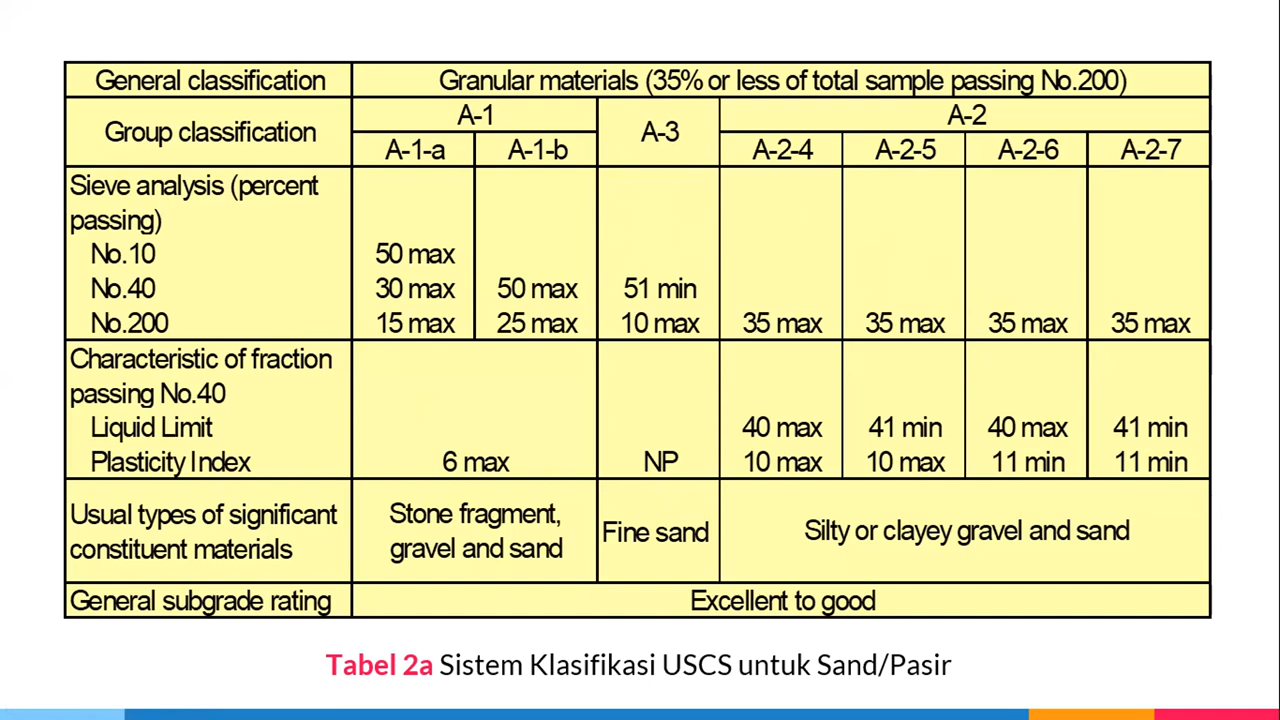 General classification Granular materials (35% or less of total sample passing No.200)
Group classification A-1 A-3 A-2
A-1-a A-1-b A-2-4 A-2-5 A-2-6 A-2-7
Sieve analysis (percent
passing)
No.10 50 max
No.40 30 max 50 max 51 min
No.200 15 max 25 max 10 max 35 max 35 max 35 max 35 max
Characteristic of fraction
passing No.40
Liquid Limit 40 max 41 min 40 max 41 min
Plasticity Index 6 max NP 10 max 10 max 11 min 11 min
Usual types of significant
constituent materials
Stone fragment,
gravel and sand
Fine sand
Silty or clayey gravel and sand
General subgrade rating Excellent to good
Tabel 2a Sistem Klasifikasi USCS untuk Sand/Pasir